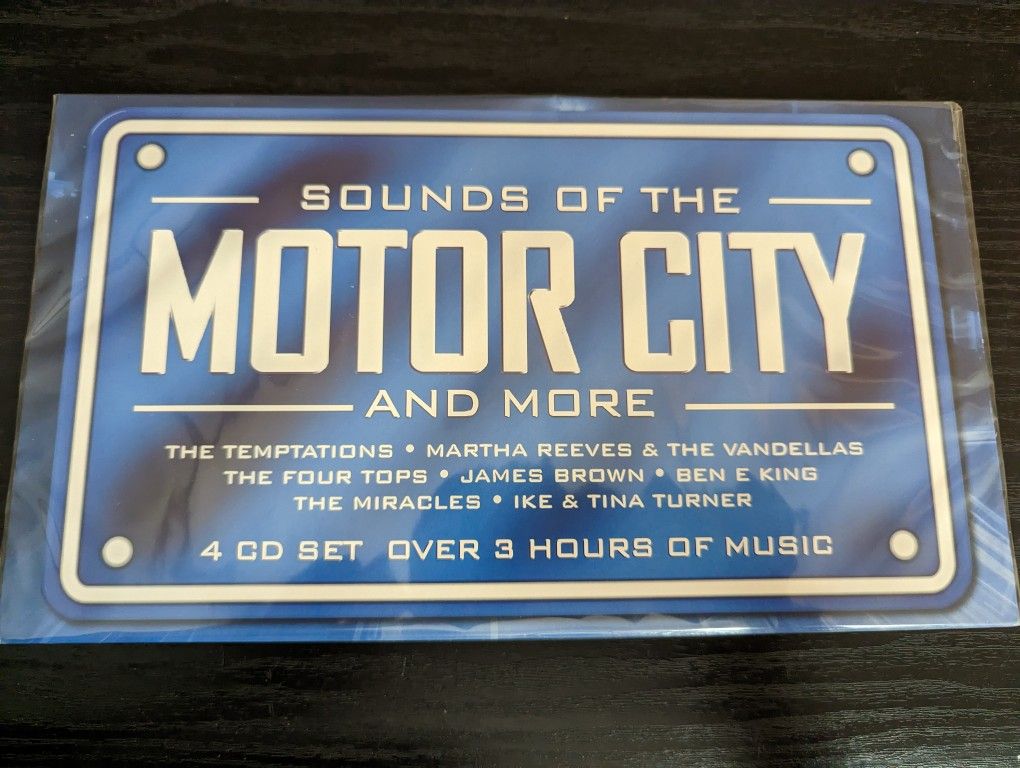 SOUNDS OF THE
MOTOR CITY
AND MORE
THE TEMPTATIONS • MARTHA REEVES & THE VANDELLAS
THE FOUR TOPS • JAMES BROWN • BEN E KING
THE MIRACLES • IKE & TINA TURNER
4 CD SET OVER 3 HOURS OF MUSIC